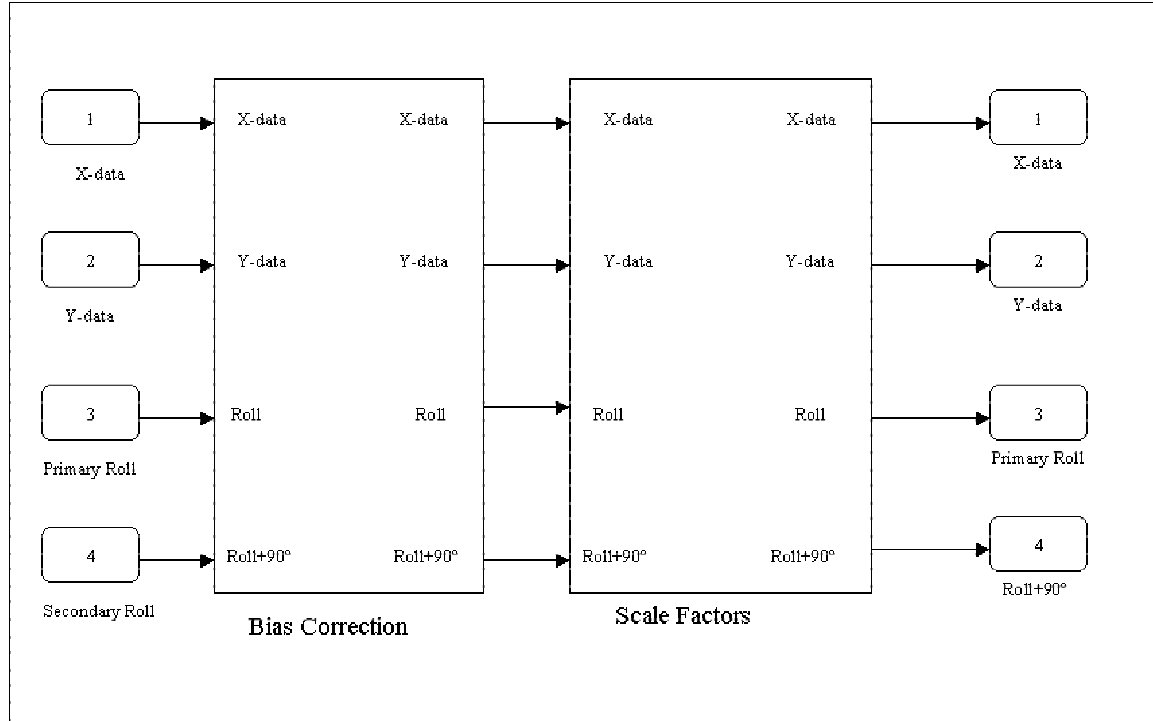 1 X-data X-data X-data X-data 1
X-data X-data
2 Y-data Y-data Y-data Y-data 2
Y-data Y-data
3 Roll Roll Roll Roll 3
Primary Roll Primary Roll
4 Roll+90° Roll+90° Roll+90° Roll+90° 4
Secondary Roll Roll+90°
Bias Correction Scale Factors